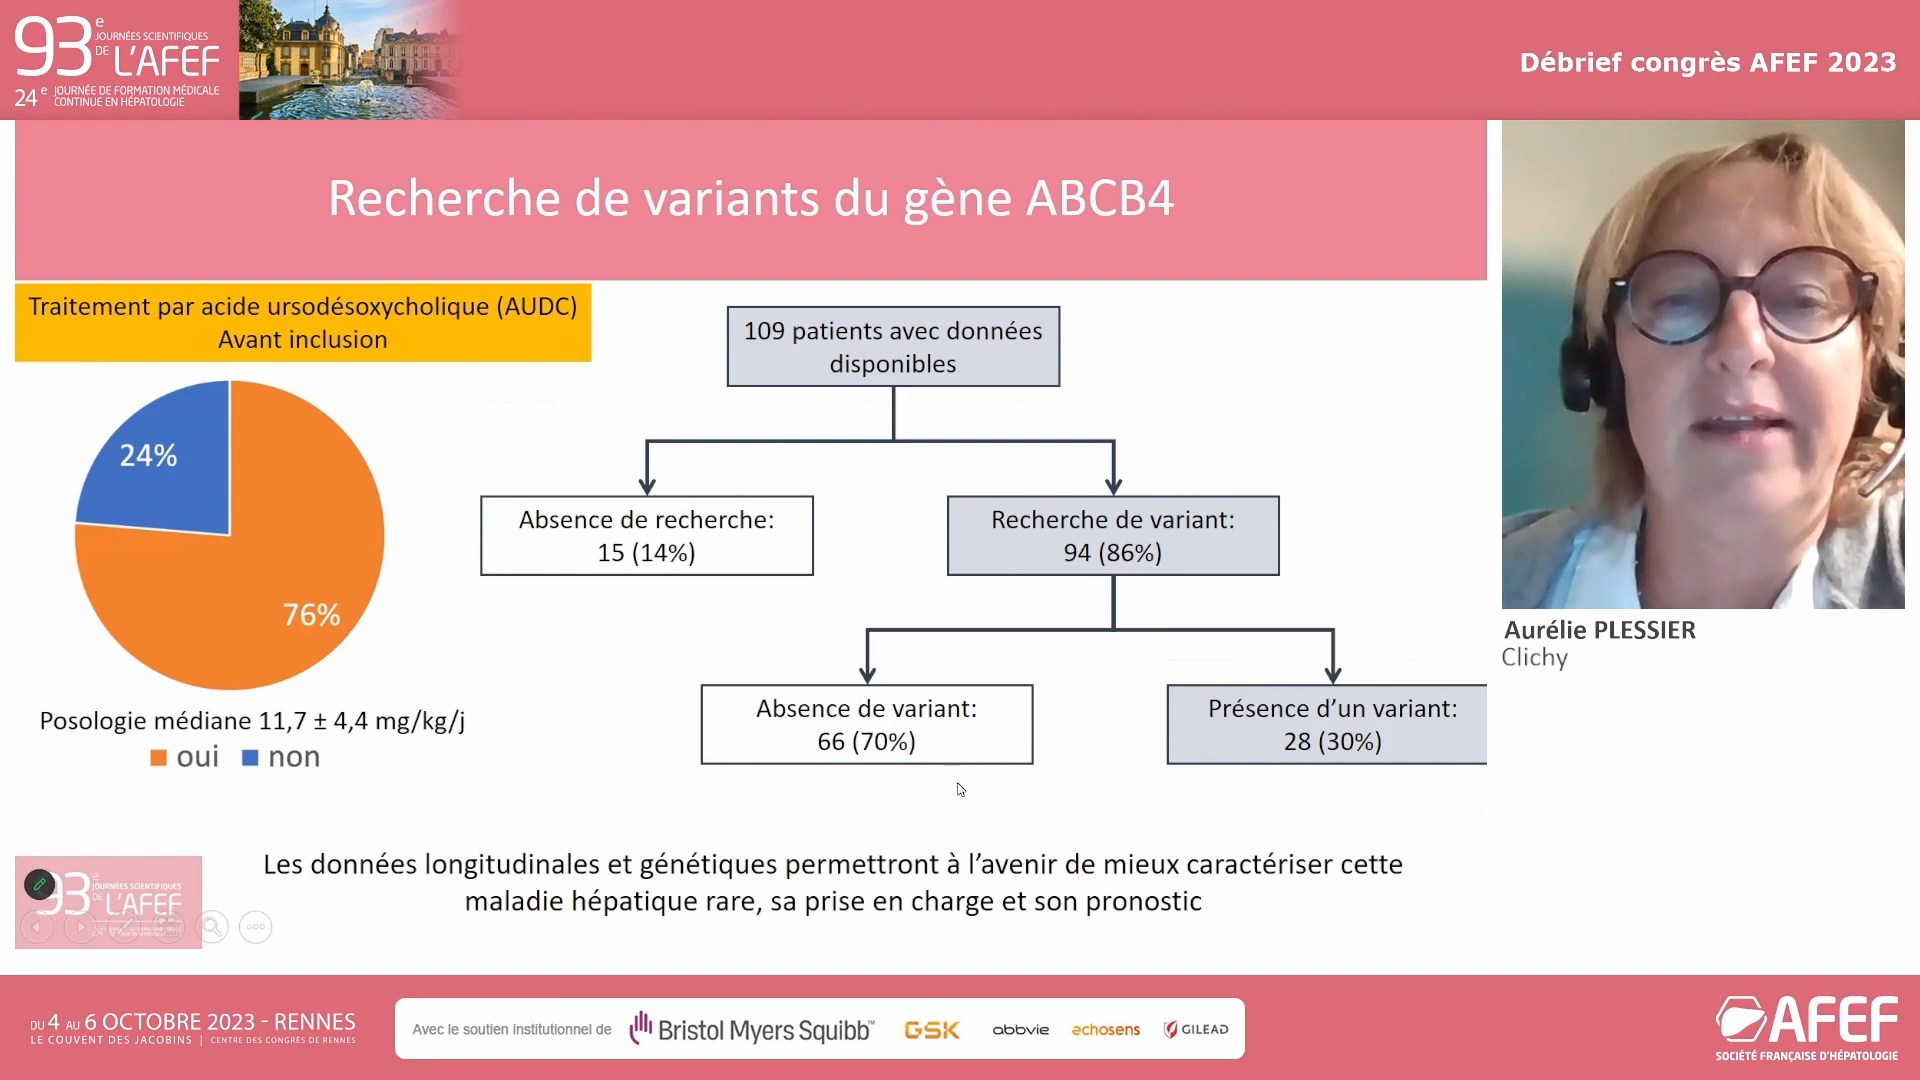 93e JOURNÉES SCIENTIFIQUES
DE L'AFEF
24e JOURNÉE DE FORMATION MÉDICALE
CONTINUE EN HÉPATOLOGIE
Débrief congrès AFEF 2023
Recherche de variants du gène ABCB4
Traitement par acide ursodésoxycholique (AUDC)
Avant inclusion
24%
76%
Posologie médiane 11,7 ± 4,4 mg/kg/j
oui non
109 patients avec données
disponibles
Absence de recherche:
15 (14%)
Recherche de variant:
94 (86%)
Absence de variant:
66 (70%)
Présence d'un variant:
28 (30%)
Les données longitudinales et génétiques permettront à l'avenir de mieux caractériser cette
maladie hépatique rare, sa prise en charge et son pronostic
Aurélie PLESSIER
Clichy
93e JOURNÉES SCIENTIFIQUES
DE L'AFEF
DU 4 AU 6 OCTOBRE 2023 - RENNES
LE COUVENT DES JACOBINS | CENTRE DES CONGRÈS DE RENNES
Avec le soutien institutionnel de
Bristol Myers Squibb™
GSK
abbvie
echosens
GILEAD
AFEF
SOCIÉTÉ FRANÇAISE D'HÉPATOLOGIE